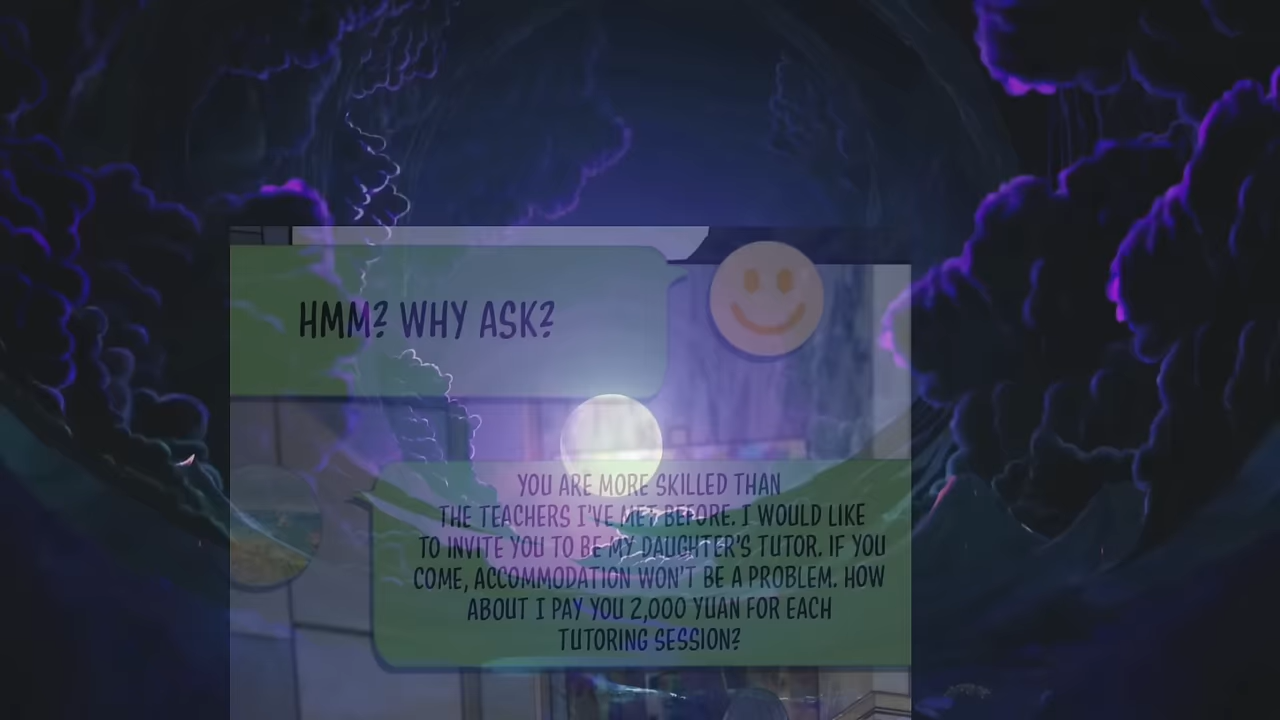 HMM? WHY ASK?
YOU ARE MORE SKILLED THAN
THE TEACHERS I'VE MET BEFORE. I WOULD LIKE
TO INVITE YOU TO BE MY DAUGHTER'S TUTOR. IF YOU
COME, ACCOMMODATION WON'T BE A PROBLEM. HOW
ABOUT I PAY YOU 2,000 YUAN FOR EACH
TUTORING SESSION?